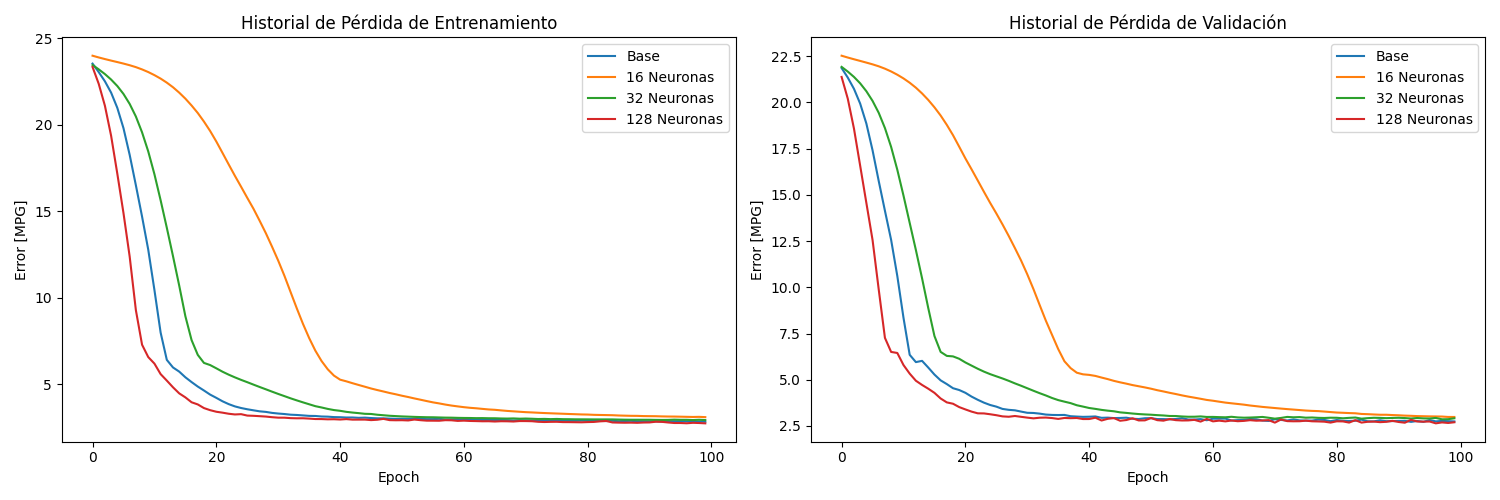 Historial de Pérdida de Entrenamiento
Error [MPG]
25
20
15
10
5
0
20
40
60
80
100
Epoch
Base
16 Neuronas
32 Neuronas
128 Neuronas
Historial de Pérdida de Validación
Error [MPG]
22.5
20.0
17.5
15.0
12.5
10.0
7.5
5.0
2.5
0
20
40
60
80
100
Epoch
Base
16 Neuronas
32 Neuronas
128 Neuronas